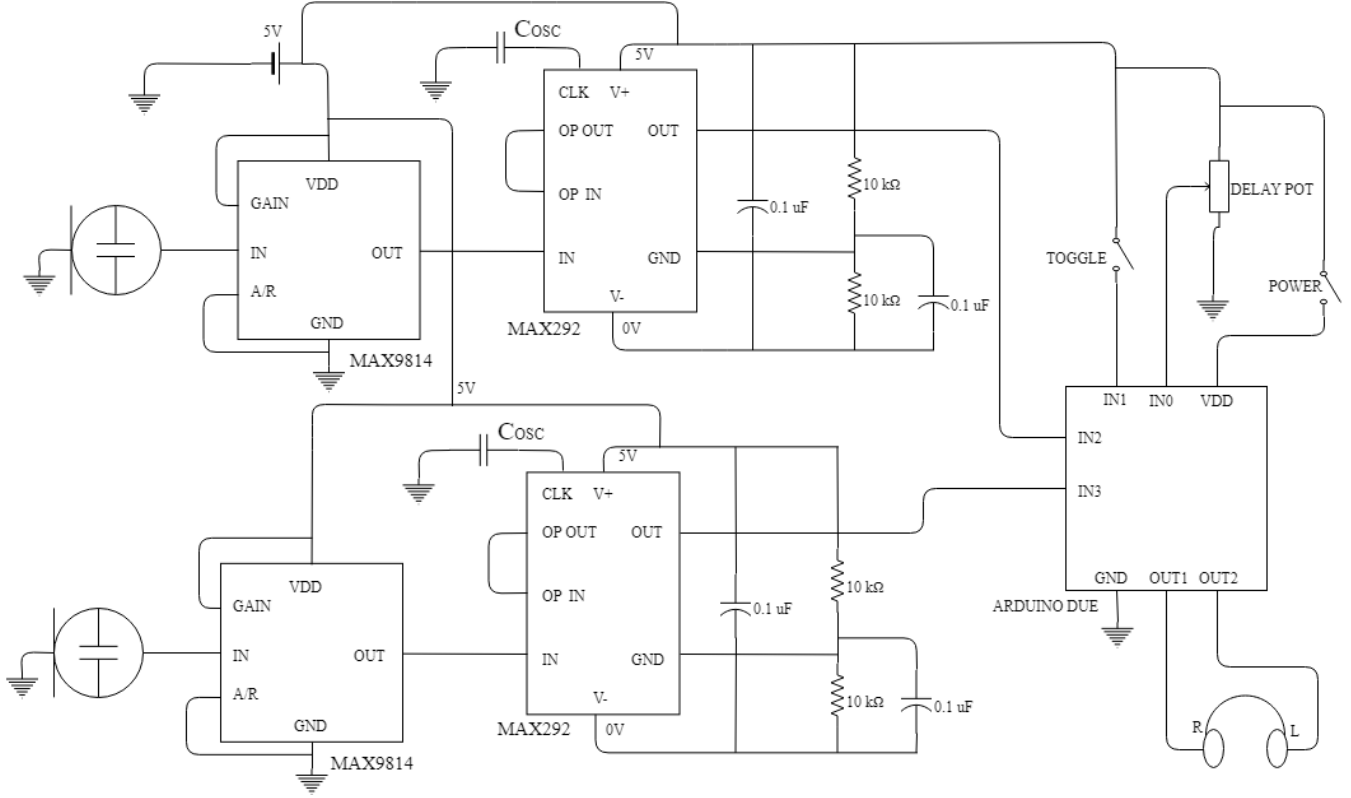 5V
COSC
5V
CLK V+
OP OUT OUT
OP IN
IN GND
V-
0V
MAX292
VDD
GAIN
IN OUT
A/R
GND
MAX9814
10 kΩ
0.1 uF
10 kΩ
0.1 uF
DELAY POT
TOGGLE
POWER
5V
COSC
5V
CLK V+
OP OUT OUT
OP IN
IN GND
V-
0V
MAX292
VDD
GAIN
IN OUT
A/R
GND
MAX9814
10 kΩ
0.1 uF
10 kΩ
0.1 uF
IN1 IN0 VDD
IN2
IN3
GND OUT1 OUT2
ARDUINO DUE
R L